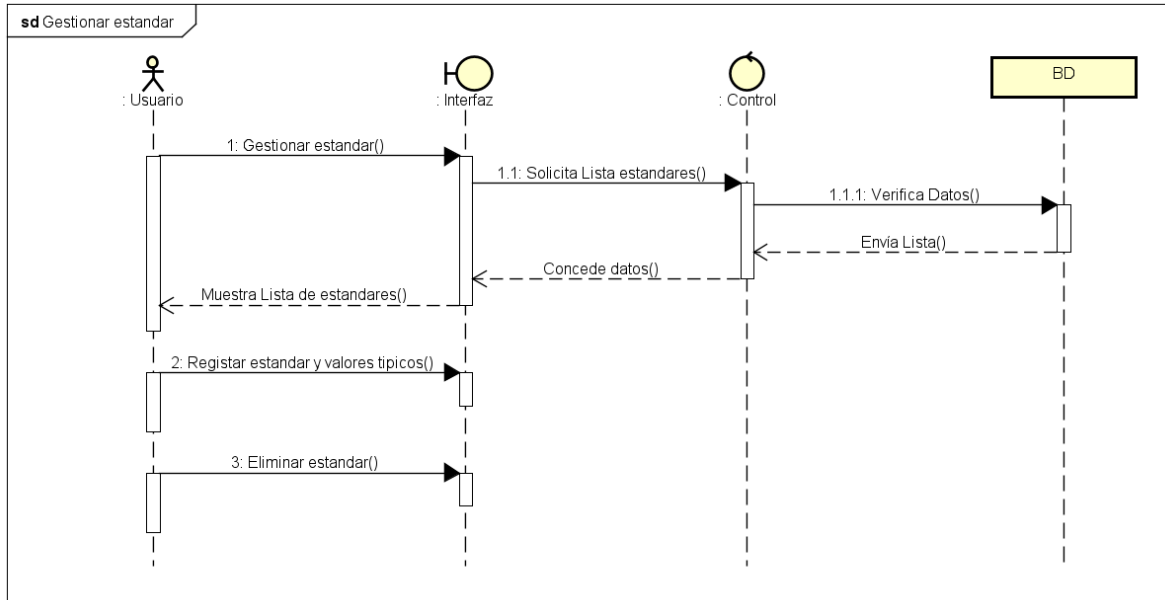 sd Gestionar estandar
: Usuario
: Interfaz
: Control
BD
1: Gestionar estandar()
1.1: Solicita Lista estandares()
1.1.1: Verifica Datos()
Envía Lista()
Concede datos()
Muestra Lista de estandares()
2: Registar estandar y valores tipicos()
3: Eliminar estandar()